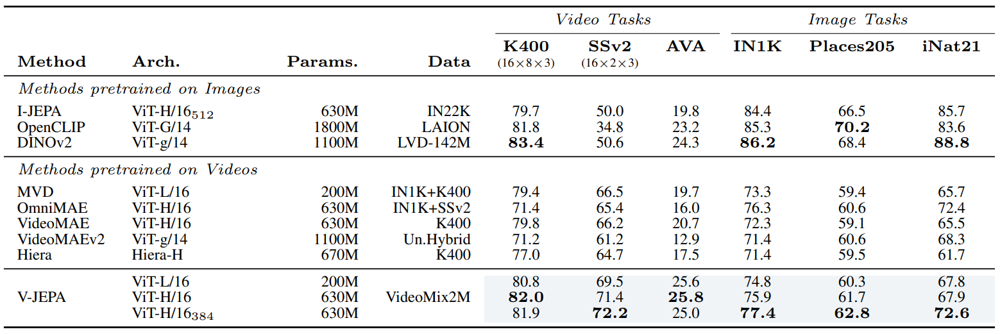 Video Tasks Image Tasks
Method Arch. Params. Data K400 SSv2 AVA IN1K Places205 iNat21
(16×8×3) (16×2×3)
Methods pretrained on Images
I-JEPA ViT-H/16512 630M IN22K 79.7 50.0 19.8 84.4 66.5 85.7
OpenCLIP ViT-G/14 1800M LAION 81.8 34.8 23.2 85.3 70.2 83.6
DINOv2 ViT-g/14 1100M LVD-142M 83.4 50.6 24.3 86.2 68.4 88.8
Methods pretrained on Videos
MVD ViT-L/16 200M IN1K+K400 79.4 66.5 19.7 73.3 59.4 65.7
OmniMAE ViT-H/16 630M IN1K+SSv2 71.4 65.4 16.0 76.3 60.6 72.4
VideoMAE ViT-H/16 630M K400 79.8 66.2 20.7 72.3 59.1 65.5
VideoMAEv2 ViT-g/14 1100M Un.Hybrid 71.2 61.2 12.9 71.4 60.6 68.3
Hiera Hiera-H 670M K400 77.0 64.7 17.5 71.4 59.5 61.7
ViT-L/16 200M 80.8 69.5 25.6 74.8 60.3 67.8
V-JEPA ViT-H/16 630M VideoMix2M 82.0 71.4 25.8 75.9 61.7 67.9
ViT-H/16384 630M 81.9 72.2 25.0 77.4 62.8 72.6